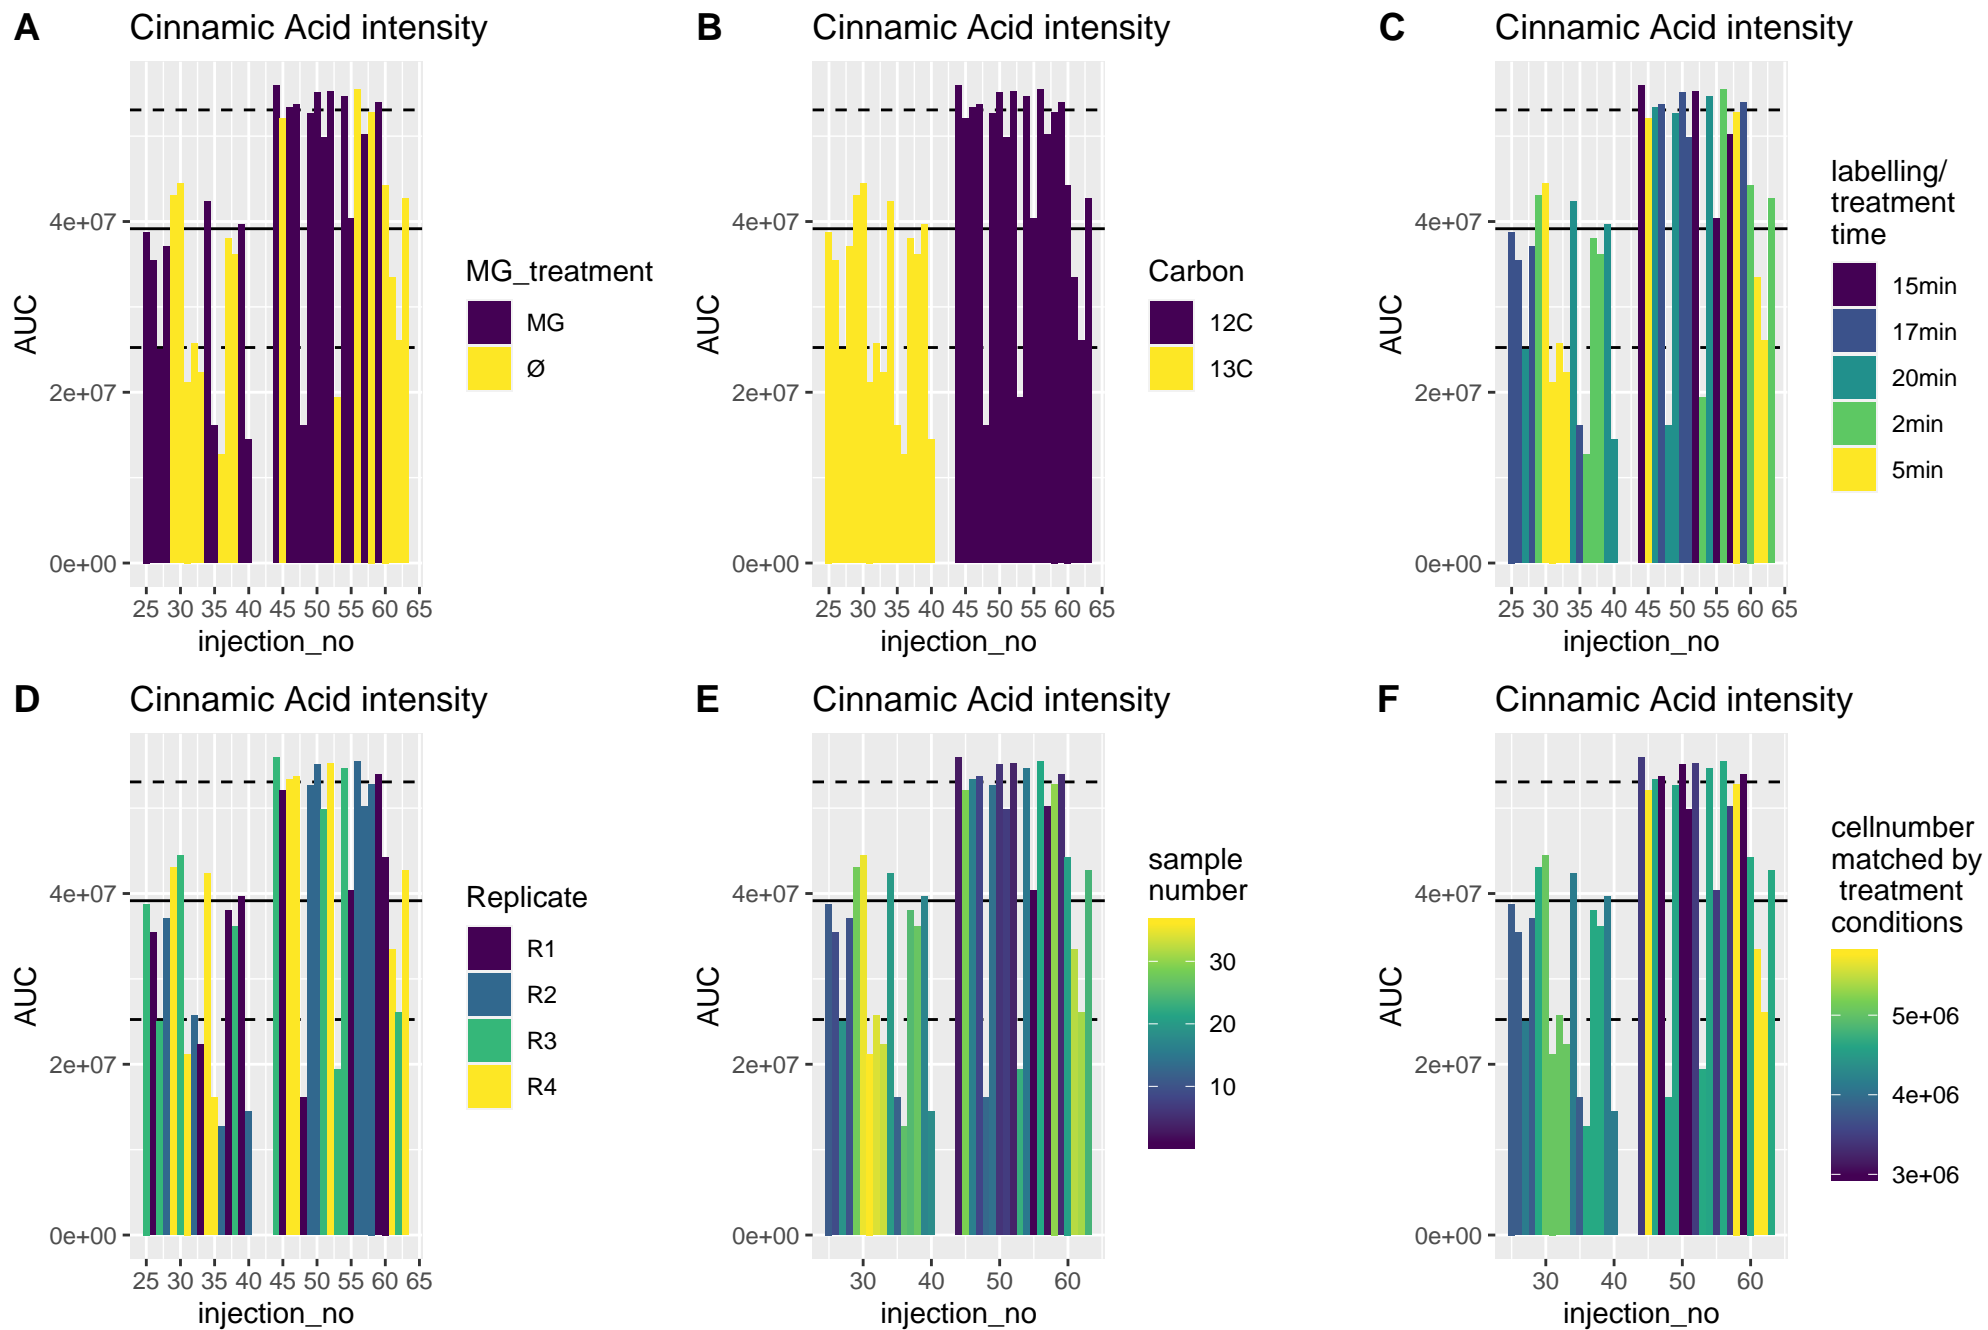 A Cinnamic Acid intensity
AUC
4e+07
2e+07
0e+00
25 30 35 40 45 50 55 60 65
injection_no
MG_treatment
MG
Ø
B Cinnamic Acid intensity
AUC
4e+07
2e+07
0e+00
25 30 35 40 45 50 55 60 65
injection_no
Carbon
12C
13C
C Cinnamic Acid intensity
AUC
4e+07
2e+07
0e+00
25 30 35 40 45 50 55 60 65
injection_no
labelling/
treatment
time
15min
17min
20min
2min
5min
D Cinnamic Acid intensity
AUC
4e+07
2e+07
0e+00
25 30 35 40 45 50 55 60 65
injection_no
Replicate
R1
R2
R3
R4
E Cinnamic Acid intensity
AUC
4e+07
2e+07
0e+00
30 40 50 60
injection_no
sample
number
30
20
10
F Cinnamic Acid intensity
AUC
4e+07
2e+07
0e+00
30 40 50 60
injection_no
cellnumber
matched by
treatment
conditions
5e+06
4e+06
3e+06